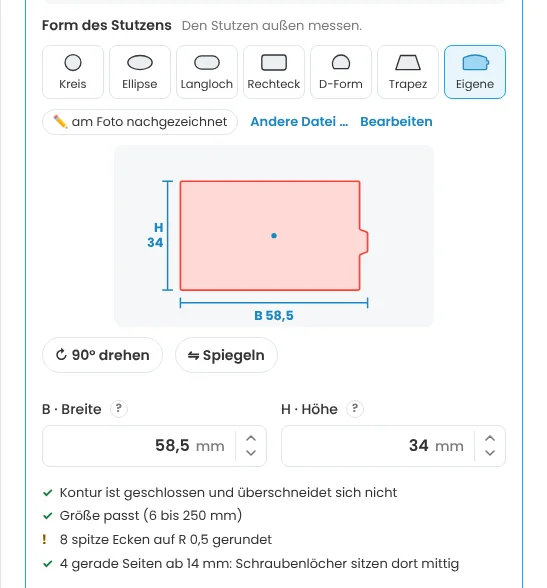 Form des Stutzens Den Stutzen außen messen.
Kreis Ellipse Langloch Rechteck D-Form Trapez Eigene
✏️ am Foto nachgezeichnet Andere Datei ... Bearbeiten
H
34
B 58,5
↻ 90° drehen ⇋ Spiegeln
B · Breite ? H · Höhe ?
58,5 mm 34 mm
✓ Kontur ist geschlossen und überschneidet sich nicht
✓ Größe passt (6 bis 250 mm)
! 8 spitze Ecken auf R 0,5 gerundet
✓ 4 gerade Seiten ab 14 mm: Schraubenlöcher sitzen dort mittig